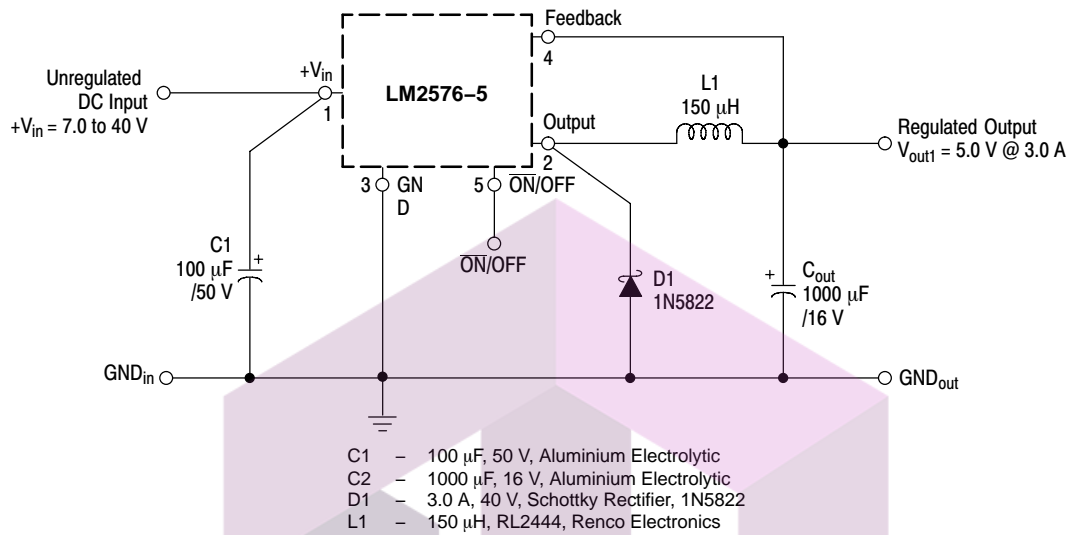 Feedback
4
+Vin
1
LM2576–5
Unregulated
DC Input
+Vin = 7.0 to 40 V
L1
150 μH
Output
2
Regulated Output
Vout1 = 5.0 V @ 3.0 A
3 GN
D
5 ON/OFF
ON/OFF
C1
100 μF
/50 V
+
D1
1N5822
+
Cout
1000 μF
/16 V
GNDin
GNDout
C1 – 100 μF, 50 V, Aluminium Electrolytic
C2 – 1000 μF, 16 V, Aluminium Electrolytic
D1 – 3.0 A, 40 V, Schottky Rectifier, 1N5822
L1 – 150 μH, RL2444, Renco Electronics